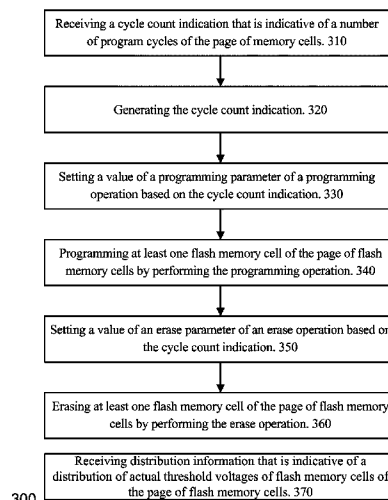 Receiving a cycle count indication that is indicative of a number
of program cycles of the page of memory cells. 310
Generating the cycle count indication. 320
Setting a value of a programming parameter of a programming
operation based on the cycle count indication. 330
Programming at least one flash memory cell of the page of flash
memory cells by performing the programming operation. 340
Setting a value of an erase parameter of an erase operation based on
the cycle count indication. 350
Erasing at least one flash memory cell of the page of flash memory
cells by performing the erase operation. 360
Receiving distribution information that is indicative of a
distribution of actual threshold voltages of flash memory cells of
the page of flash memory cells. 370
300